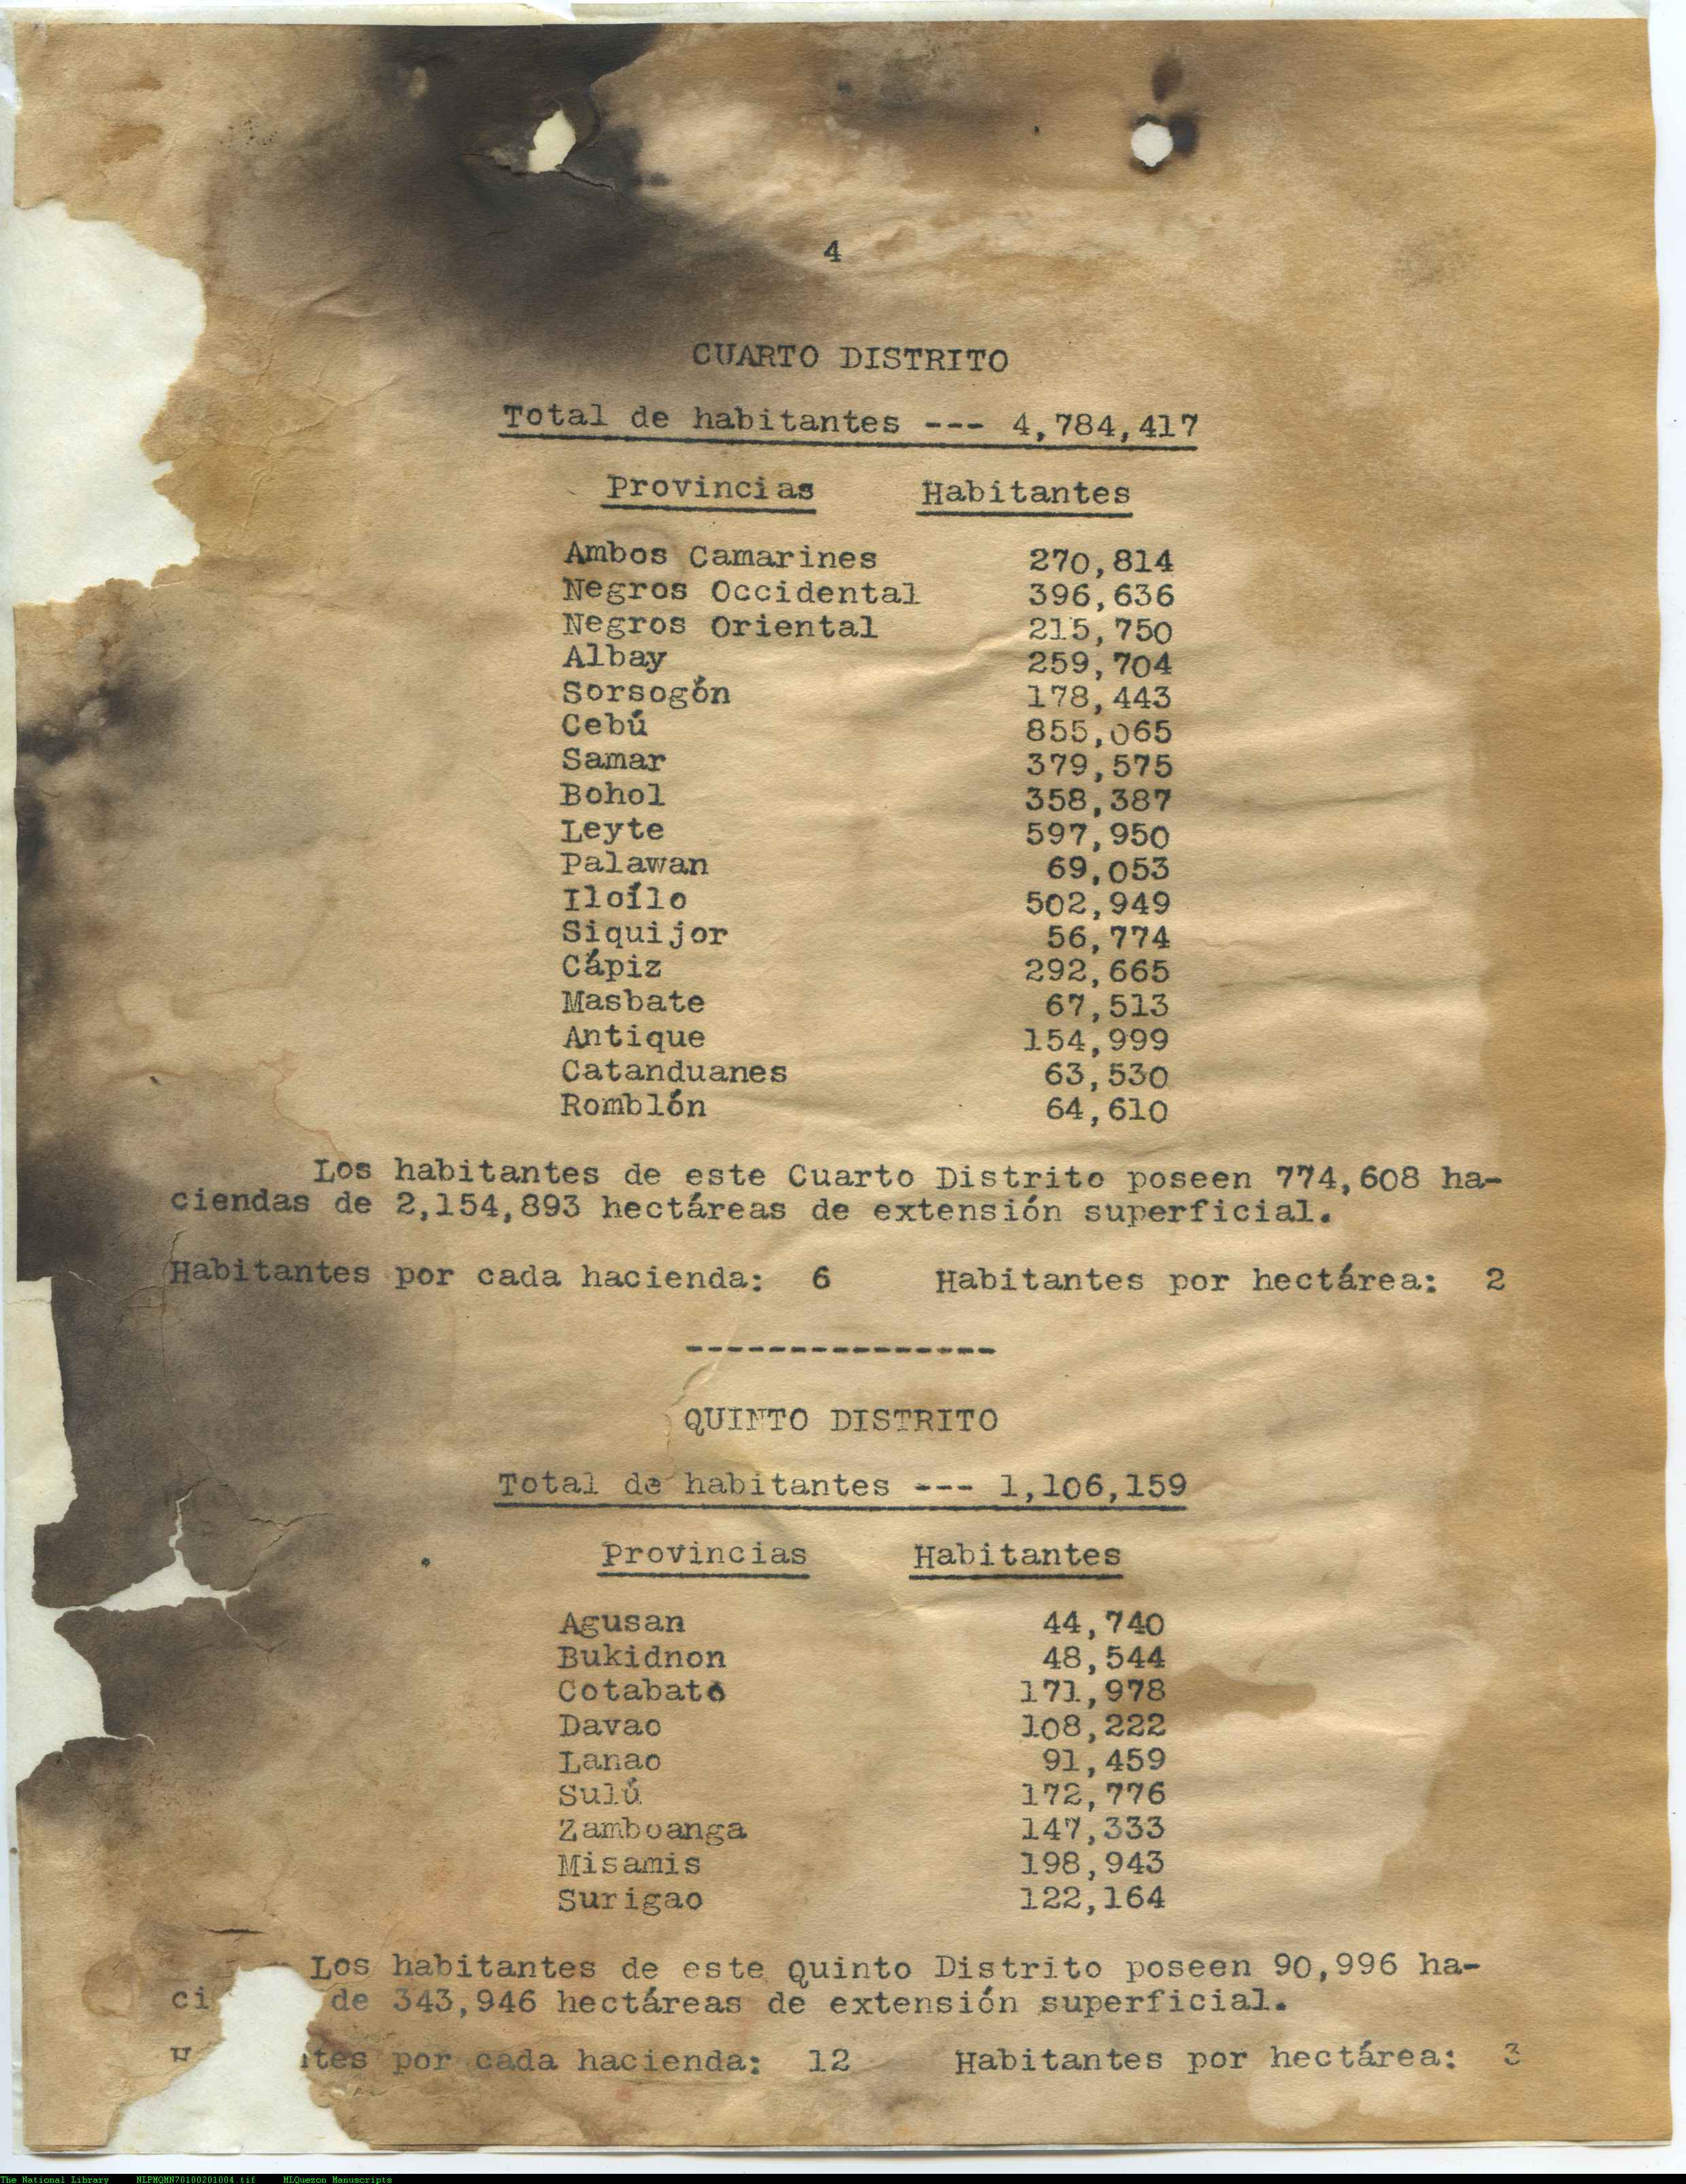 4
CUARTO DISTRITO
Total de habitantes --- 4,784,417
Provincias Habitantes
Ambos Camarines 270,814
Negros Occidental 396,636
Negros Oriental 215,750
Albay 259,704
Sorsogón 178,443
Cebú 855,065
Samar 379,575
Bohol 358,387
Leyte 597,950
Palawan 69,053
Iloílo 502,949
Siquijor 56,774
Cápiz 292,665
Masbate 67,513
Antique 154,999
Catanduanes 63,530
Romblón 64,610
Los habitantes de este Cuarto Distrito poseen 774,608 ha-
ciendas de 2,154,893 hectáreas de extensión superficial.
Habitantes por cada hacienda: 6 Habitantes por hectárea: 2
---------------
QUINTO DISTRITO
Total de habitantes --- 1,106,159
Provincias Habitantes
Agusan 44,740
Bukidnon 48,544
Cotabato 171,978
Davao 108,222
Lanao 91,459
Sulú 172,776
Zamboanga 147,333
Misamis 198,943
Surigao 122,164
Los habitantes de este Quinto Distrito poseen 90,996 ha-
ci de 343,946 hectáreas de extensión superficial.
tes por cada hacienda: 12 Habitantes por hectárea: 3
The National Library NLPMQMN70100201004.tif MLQuezon Manuscripts